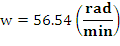 w = 56.54 (rad/min)